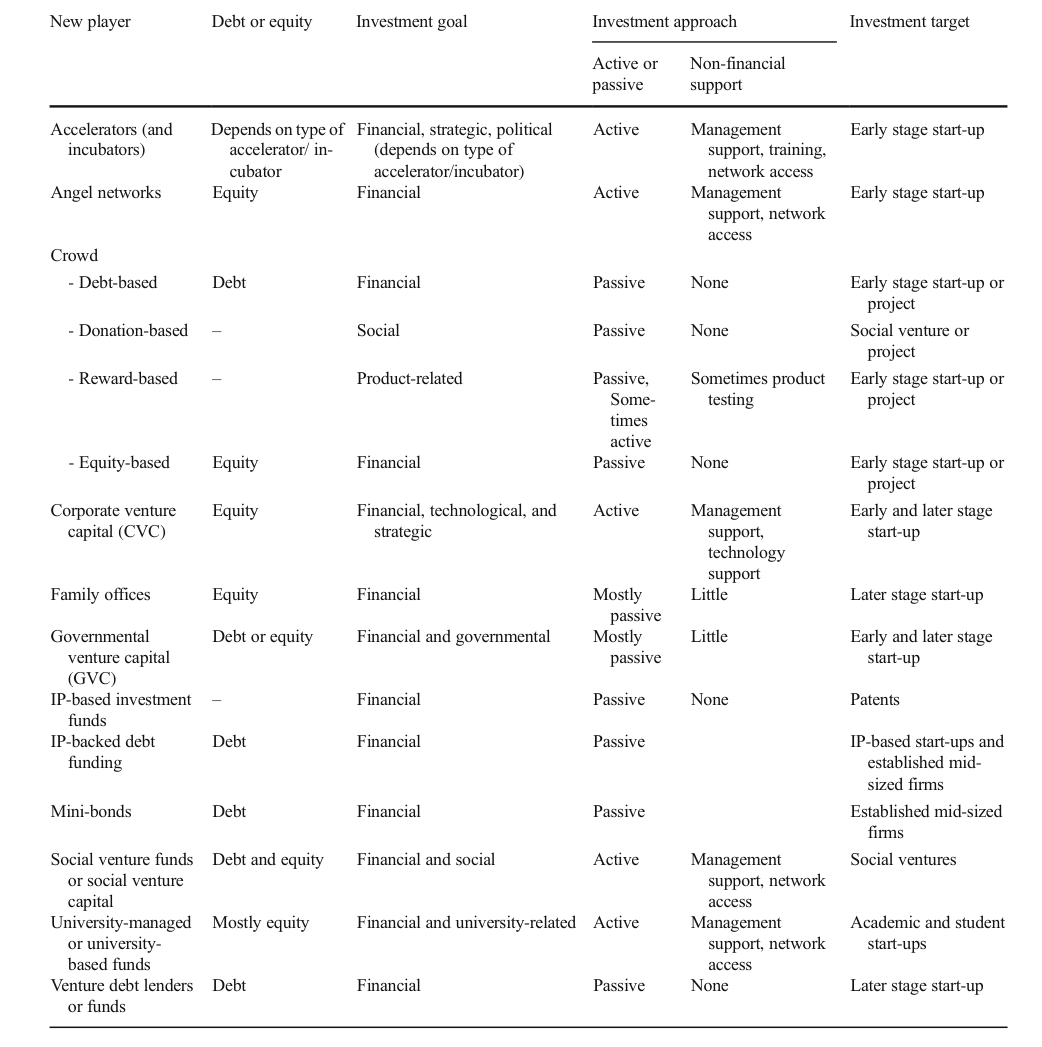 New player Debt or equity Investment goal Investment approach Investment target
Active or Non-financial
passive support
Accelerators (and Depends on type of Financial, strategic, political Active Management Early stage start-up
incubators) accelerator/ in- (depends on type of support, training,
cubator accelerator/incubator) network access
Angel networks Equity Financial Active Management Early stage start-up
support, network
access
Crowd
- Debt-based Debt Financial Passive None Early stage start-up or
project
- Donation-based – Social Passive None Social venture or
project
- Reward-based – Product-related Passive, Sometimes product Early stage start-up or
Some- testing project
times
active
- Equity-based Equity Financial Passive None Early stage start-up or
project
Corporate venture Equity Financial, technological, and Active Management Early and later stage
capital (CVC) strategic support, start-up
technology
support
Family offices Equity Financial Mostly Little Later stage start-up
passive
Governmental Debt or equity Financial and governmental Mostly Little Early and later stage
venture capital passive start-up
(GVC)
IP-based investment – Financial Passive None Patents
funds
IP-backed debt Debt Financial Passive IP-based start-ups and
funding established mid-
sized firms
Mini-bonds Debt Financial Passive Established mid-sized
firms
Social venture funds Debt and equity Financial and social Active Management Social ventures
or social venture support, network
capital access
University-managed Mostly equity Financial and university-related Active Management Academic and student
or university- support, network start-ups
based funds access
Venture debt lenders Debt Financial Passive None Later stage start-up
or funds